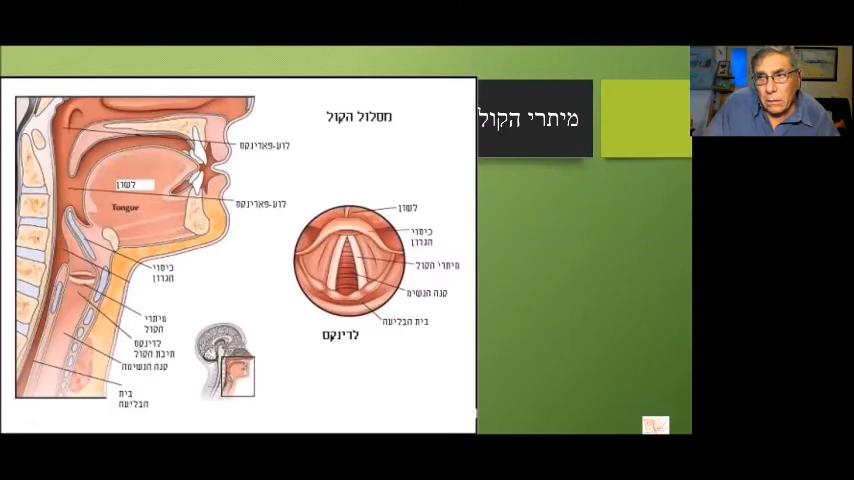 מיתרי הקול
מסלול הקול
לוע-פארינקס
לשון
Tongue
לוע-פארינקס
כיסוי
הגרון
מיתרי
הקול
לרינקס
תיבת הקול
קנה הנשימה
בית
הבליעה
לשון
כיסוי
הגרון
מיתרי הקול
קנה הנשימ
בית הבליעה
לרינקס